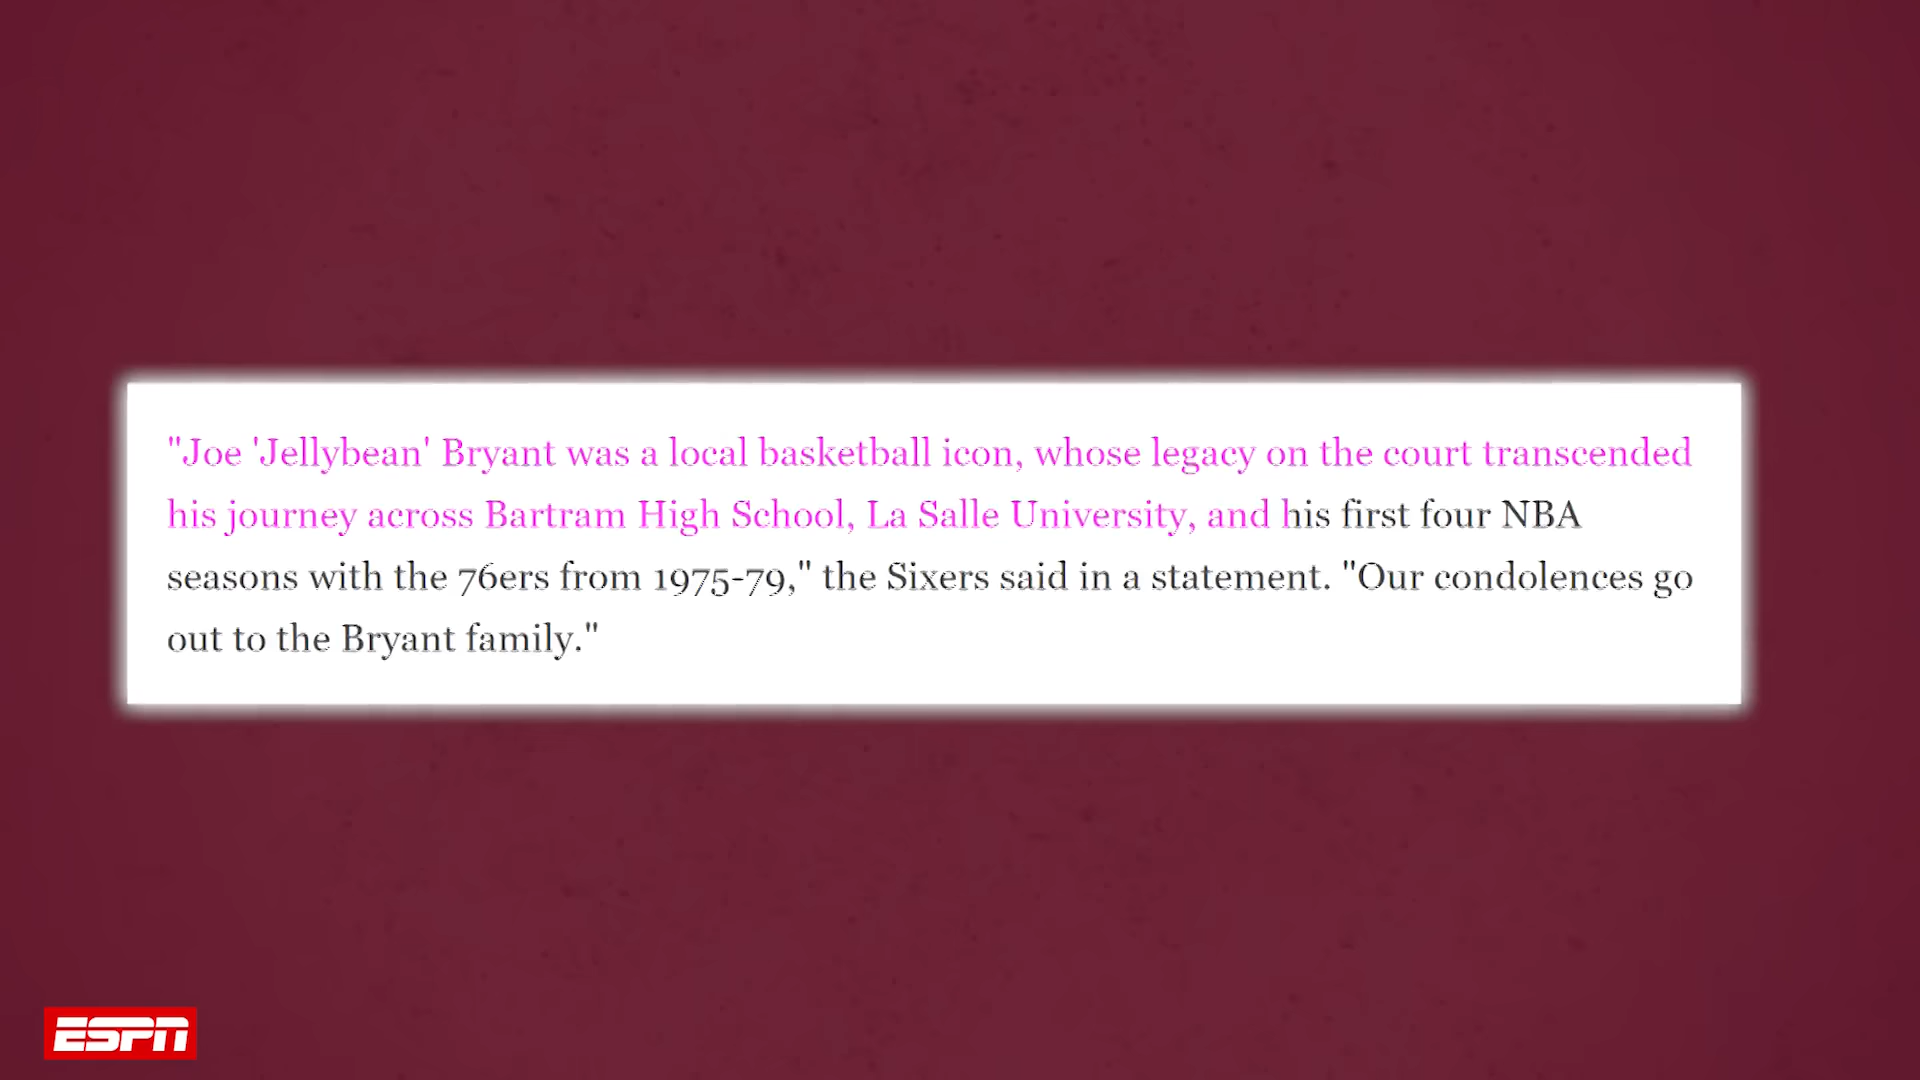 "Joe 'Jellybean' Bryant was a local basketball icon, whose legacy on the court transcended
his journey across Bartram High School, La Salle University, and his first four NBA
seasons with the 76ers from 1975-79," the Sixers said in a statement. "Our condolences go
out to the Bryant family."
ESPN